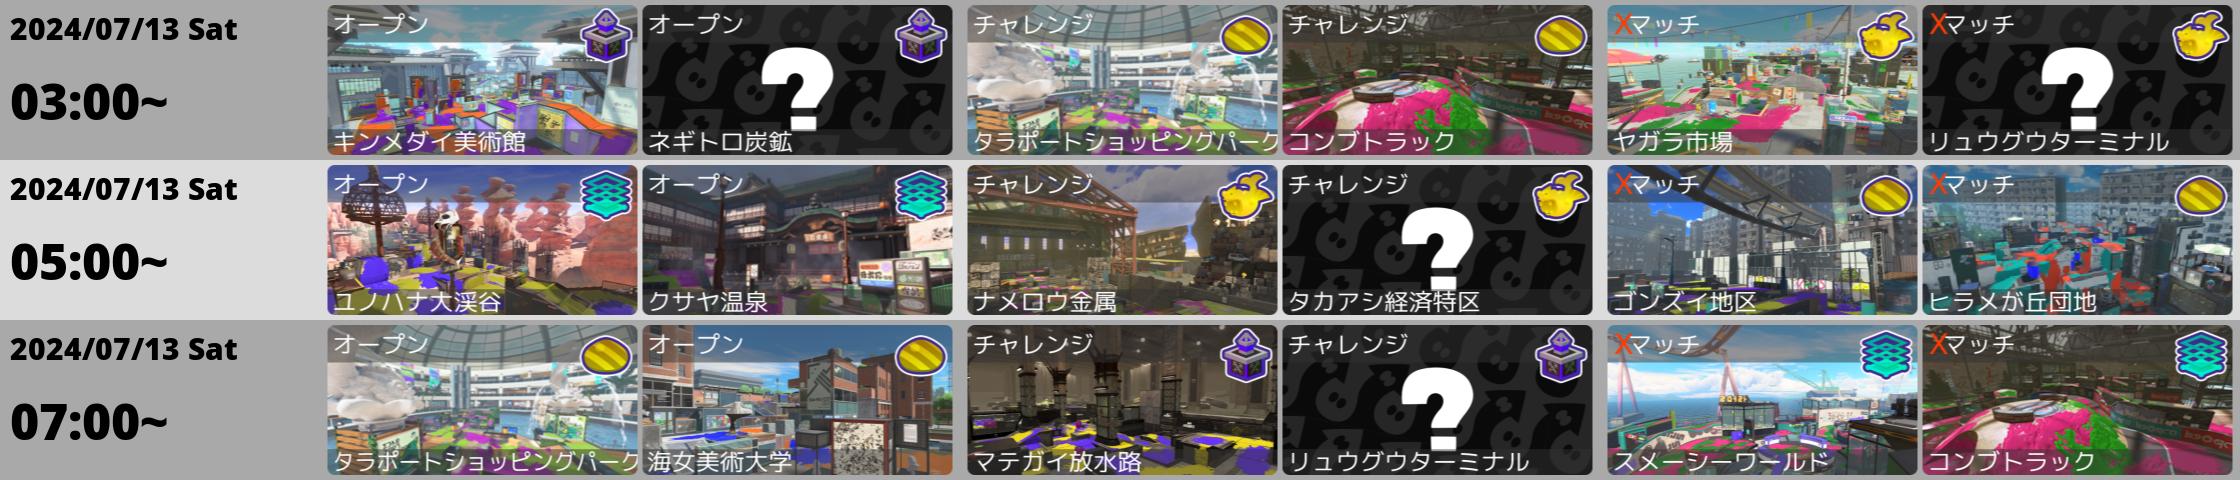 2024/07/13 Sat
03:00~
オープン
キンメダイ美術館
オープン
?
ネギトロ炭鉱
チャレンジ
タラポートショッピングパーク
チャレンジ
コンブトラック
Xマッチ
ヤガラ市場
Xマッチ
?
リュウグウターミナル
2024/07/13 Sat
05:00~
オープン
ユノハナ大渓谷
オープン
クサヤ温泉
チャレンジ
ナメロウ金属
チャレンジ
?
タカアシ経済特区
Xマッチ
ゴンズイ地区
Xマッチ
ヒラメが丘団地
2024/07/13 Sat
07:00~
オープン
タラポートショッピングパーク
オープン
海女美術大学
チャレンジ
マテガイ放水路
チャレンジ
?
リュウグウターミナル
Xマッチ
スメーシーワールド
Xマッチ
コンブトラック